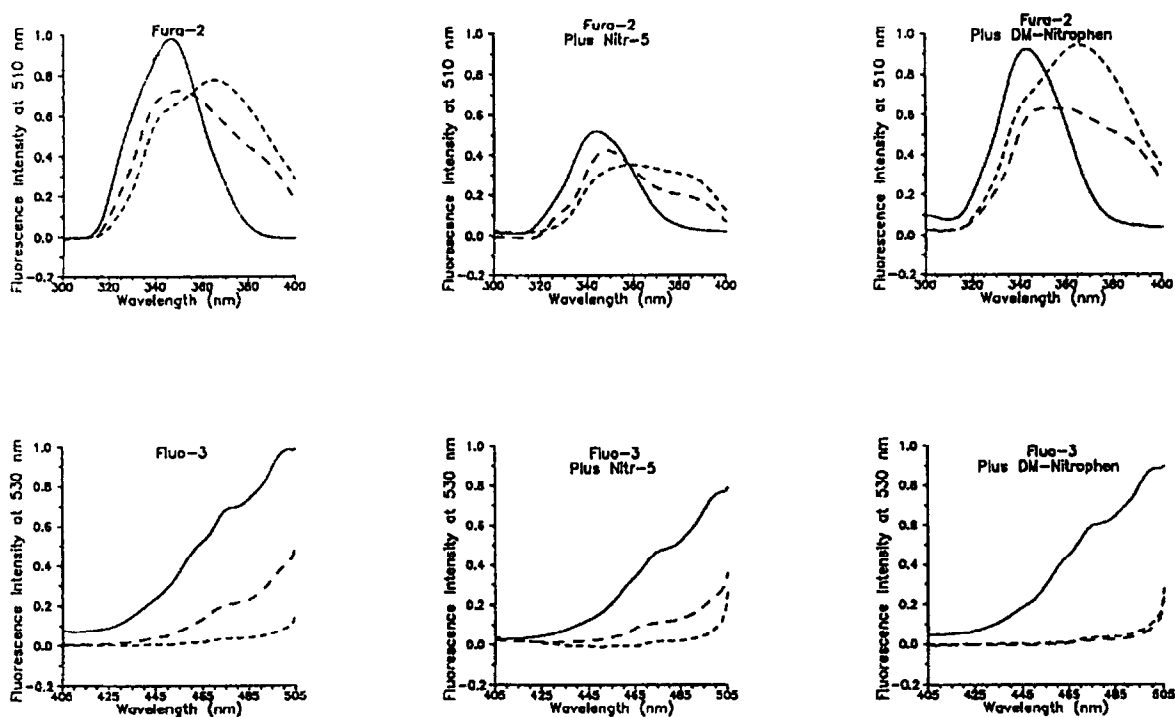 Fura-2
Fluorescence Intensity at 510 nm
1.0
0.8
0.6
0.4
0.2
0.0
-0.2
300 320 340 360 380 400
Wavelength (nm)
Fura-2
Plus Nitr-5
Fluorescence Intensity at 510 nm
1.0
0.8
0.6
0.4
0.2
0.0
-0.2
300 320 340 360 380 400
Wavelength (nm)
Fura-2
Plus DM-Nitrophen
Fluorescence Intensity at 510 nm
1.0
0.8
0.6
0.4
0.2
0.0
-0.2
300 320 340 360 380 400
Wavelength (nm)
Fluo-3
Fluorescence Intensity at 530 nm
1.0
0.8
0.6
0.4
0.2
0.0
-0.2
405 425 445 465 485 505
Wavelength (nm)
Fluo-3
Plus Nitr-5
Fluorescence Intensity at 530 nm
1.0
0.8
0.6
0.4
0.2
0.0
-0.2
405 425 445 465 485 505
Wavelength (nm)
Fluo-3
Plus DM-Nitrophen
Fluorescence Intensity at 530 nm
1.0
0.8
0.6
0.4
0.2
0.0
-0.2
405 425 445 465 485 505
Wavelength (nm)